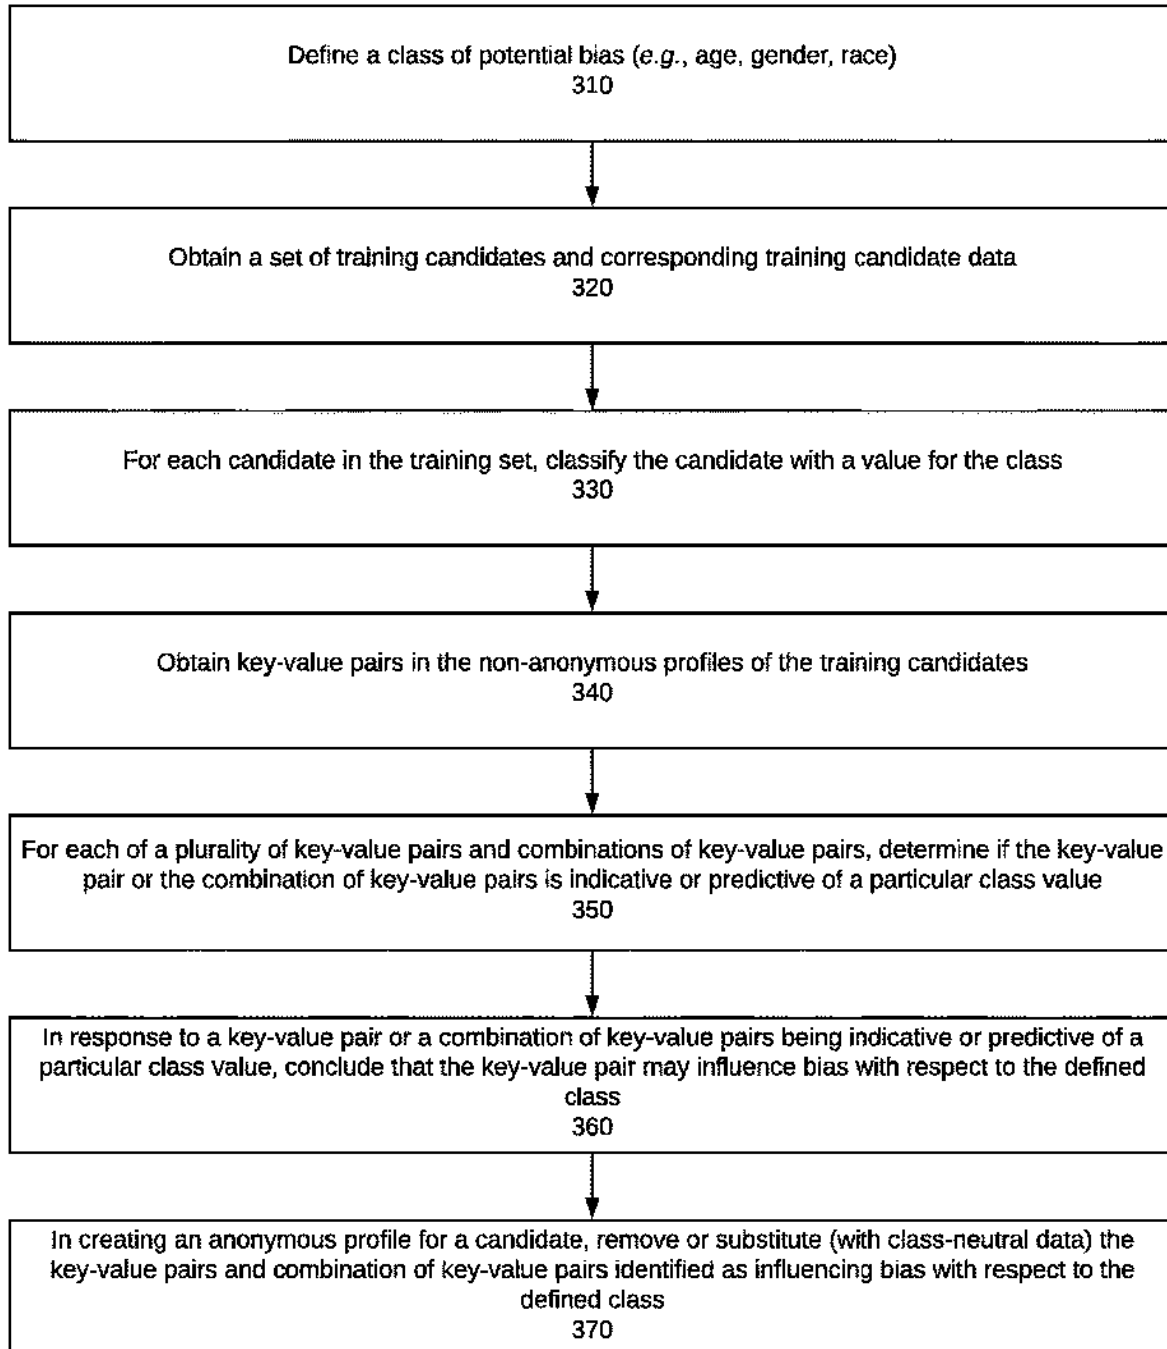 Define a class of potential bias (e.g., age, gender, race)
310
Obtain a set of training candidates and corresponding training candidate data
320
For each candidate in the training set, classify the candidate with a value for the class
330
Obtain key-value pairs in the non-anonymous profiles of the training candidates
340
For each of a plurality of key-value pairs and combinations of key-value pairs, determine if the key-value
pair or the combination of key-value pairs is indicative or predictive of a particular class value
350
In response to a key-value pair or a combination of key-value pairs being indicative or predictive of a
particular class value, conclude that the key-value pair may influence bias with respect to the defined
class
360
In creating an anonymous profile for a candidate, remove or substitute (with class-neutral data) the
key-value pairs and combination of key-value pairs identified as influencing bias with respect to the
defined class
370